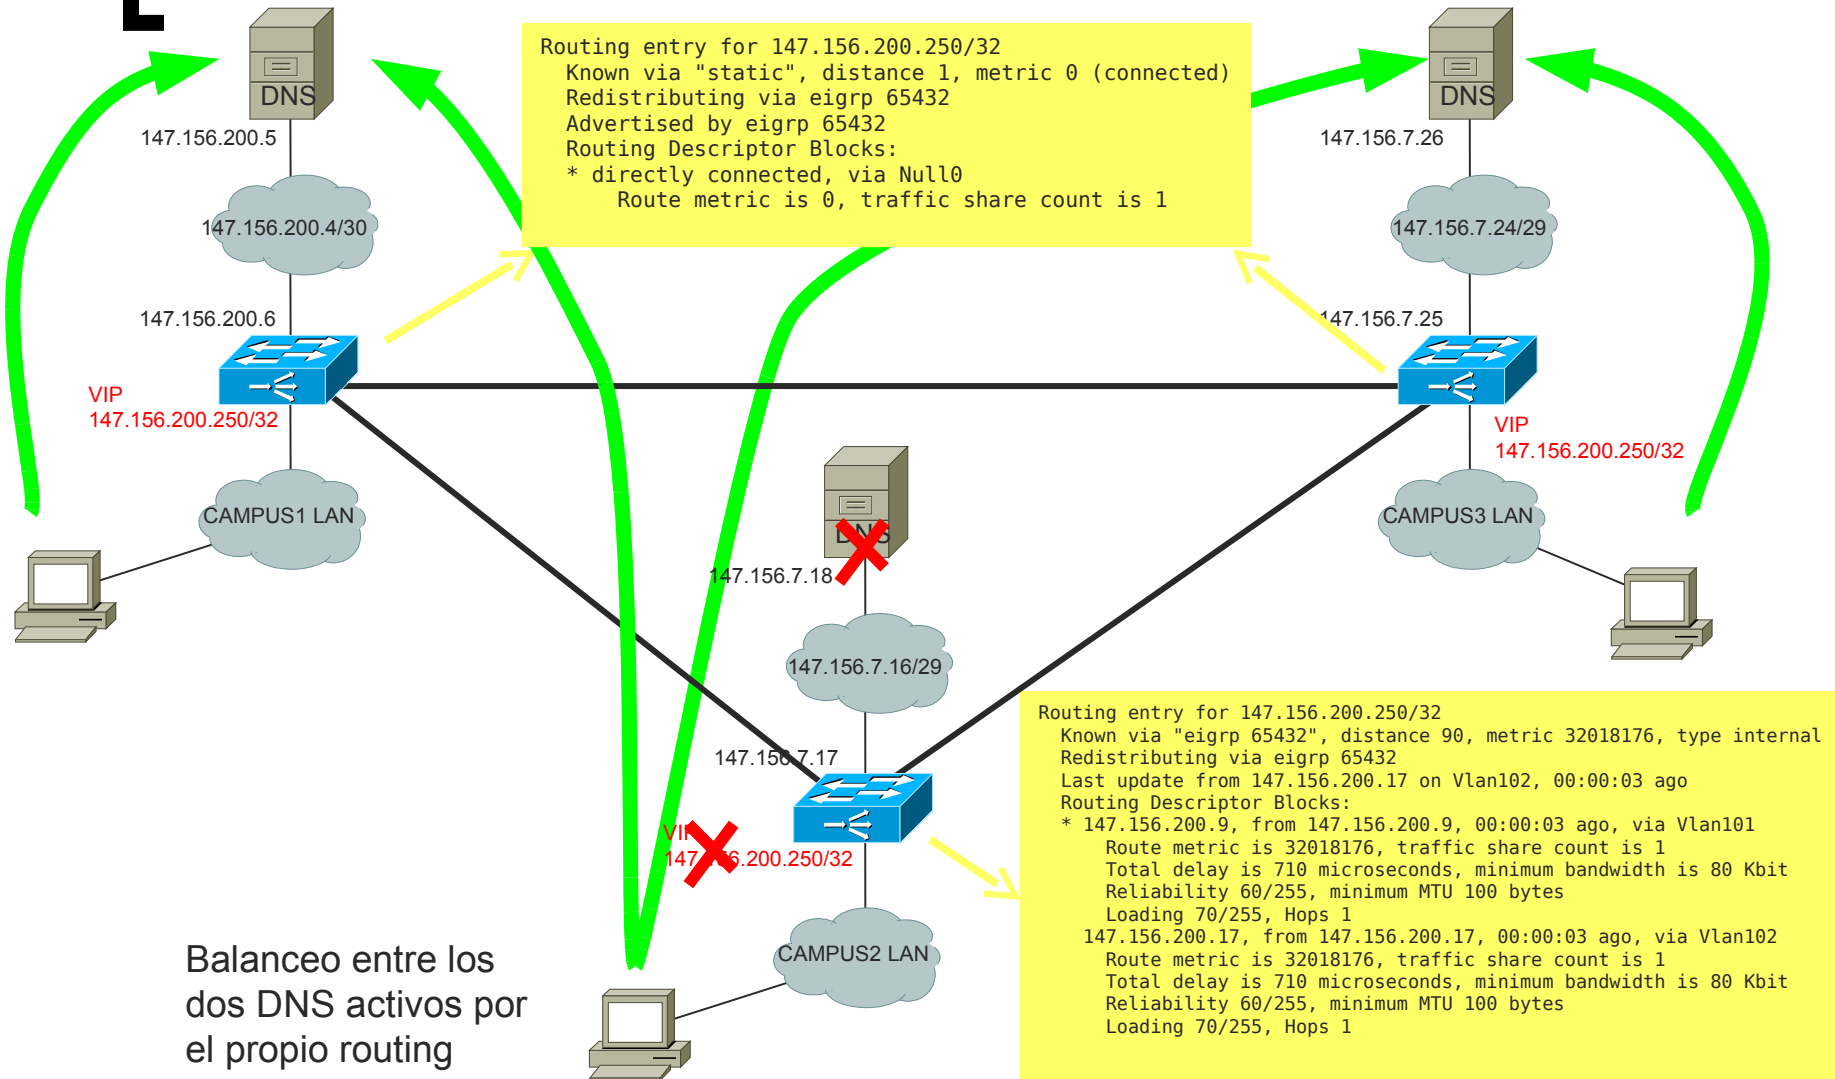 Routing entry for 147.156.200.250/32
Known via "static", distance 1, metric 0 (connected)
Redistributing via eigrp 65432
Advertised by eigrp 65432
Routing Descriptor Blocks:
* directly connected, via Null0
Route metric is 0, traffic share count is 1
DNS
147.156.200.5
147.156.200.4/30
147.156.200.6
VIP
147.156.200.250/32
CAMPUS1 LAN
DNS
147.156.7.26
147.156.7.24/29
147.156.7.25
VIP
147.156.200.250/32
CAMPUS3 LAN
DNS
147.156.7.18
147.156.7.16/29
147.156.7.17
VIP
147.156.200.250/32
CAMPUS2 LAN
Routing entry for 147.156.200.250/32
Known via "eigrp 65432", distance 90, metric 32018176, type internal
Redistributing via eigrp 65432
Last update from 147.156.200.17 on Vlan102, 00:00:03 ago
Routing Descriptor Blocks:
* 147.156.200.9, from 147.156.200.9, 00:00:03 ago, via Vlan101
Route metric is 32018176, traffic share count is 1
Total delay is 710 microseconds, minimum bandwidth is 80 Kbit
Reliability 60/255, minimum MTU 100 bytes
Loading 70/255, Hops 1
147.156.200.17, from 147.156.200.17, 00:00:03 ago, via Vlan102
Route metric is 32018176, traffic share count is 1
Total delay is 710 microseconds, minimum bandwidth is 80 Kbit
Reliability 60/255, minimum MTU 100 bytes
Loading 70/255, Hops 1
Balanceo entre los
dos DNS activos por
el propio routing